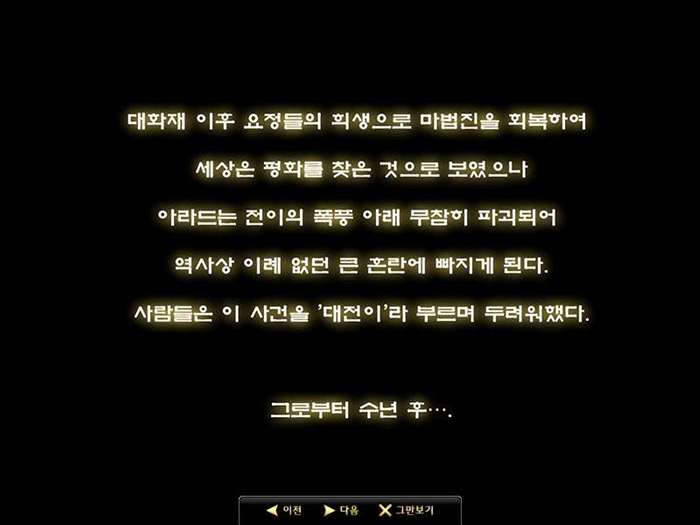 대화재 이후 요정들의 희생으로 마법진을 회복하여
세상은 평화를 찾은 것으로 보였으나
아라드는 전이의 폭풍 아래 무참히 파괴되어
역사상 이례 없던 큰 혼란에 빠지게 된다.
사람들은 이 사건을 '대전이'라 부르며 두려워했다.
그로부터 수년 후….
이전 다음 그만보기